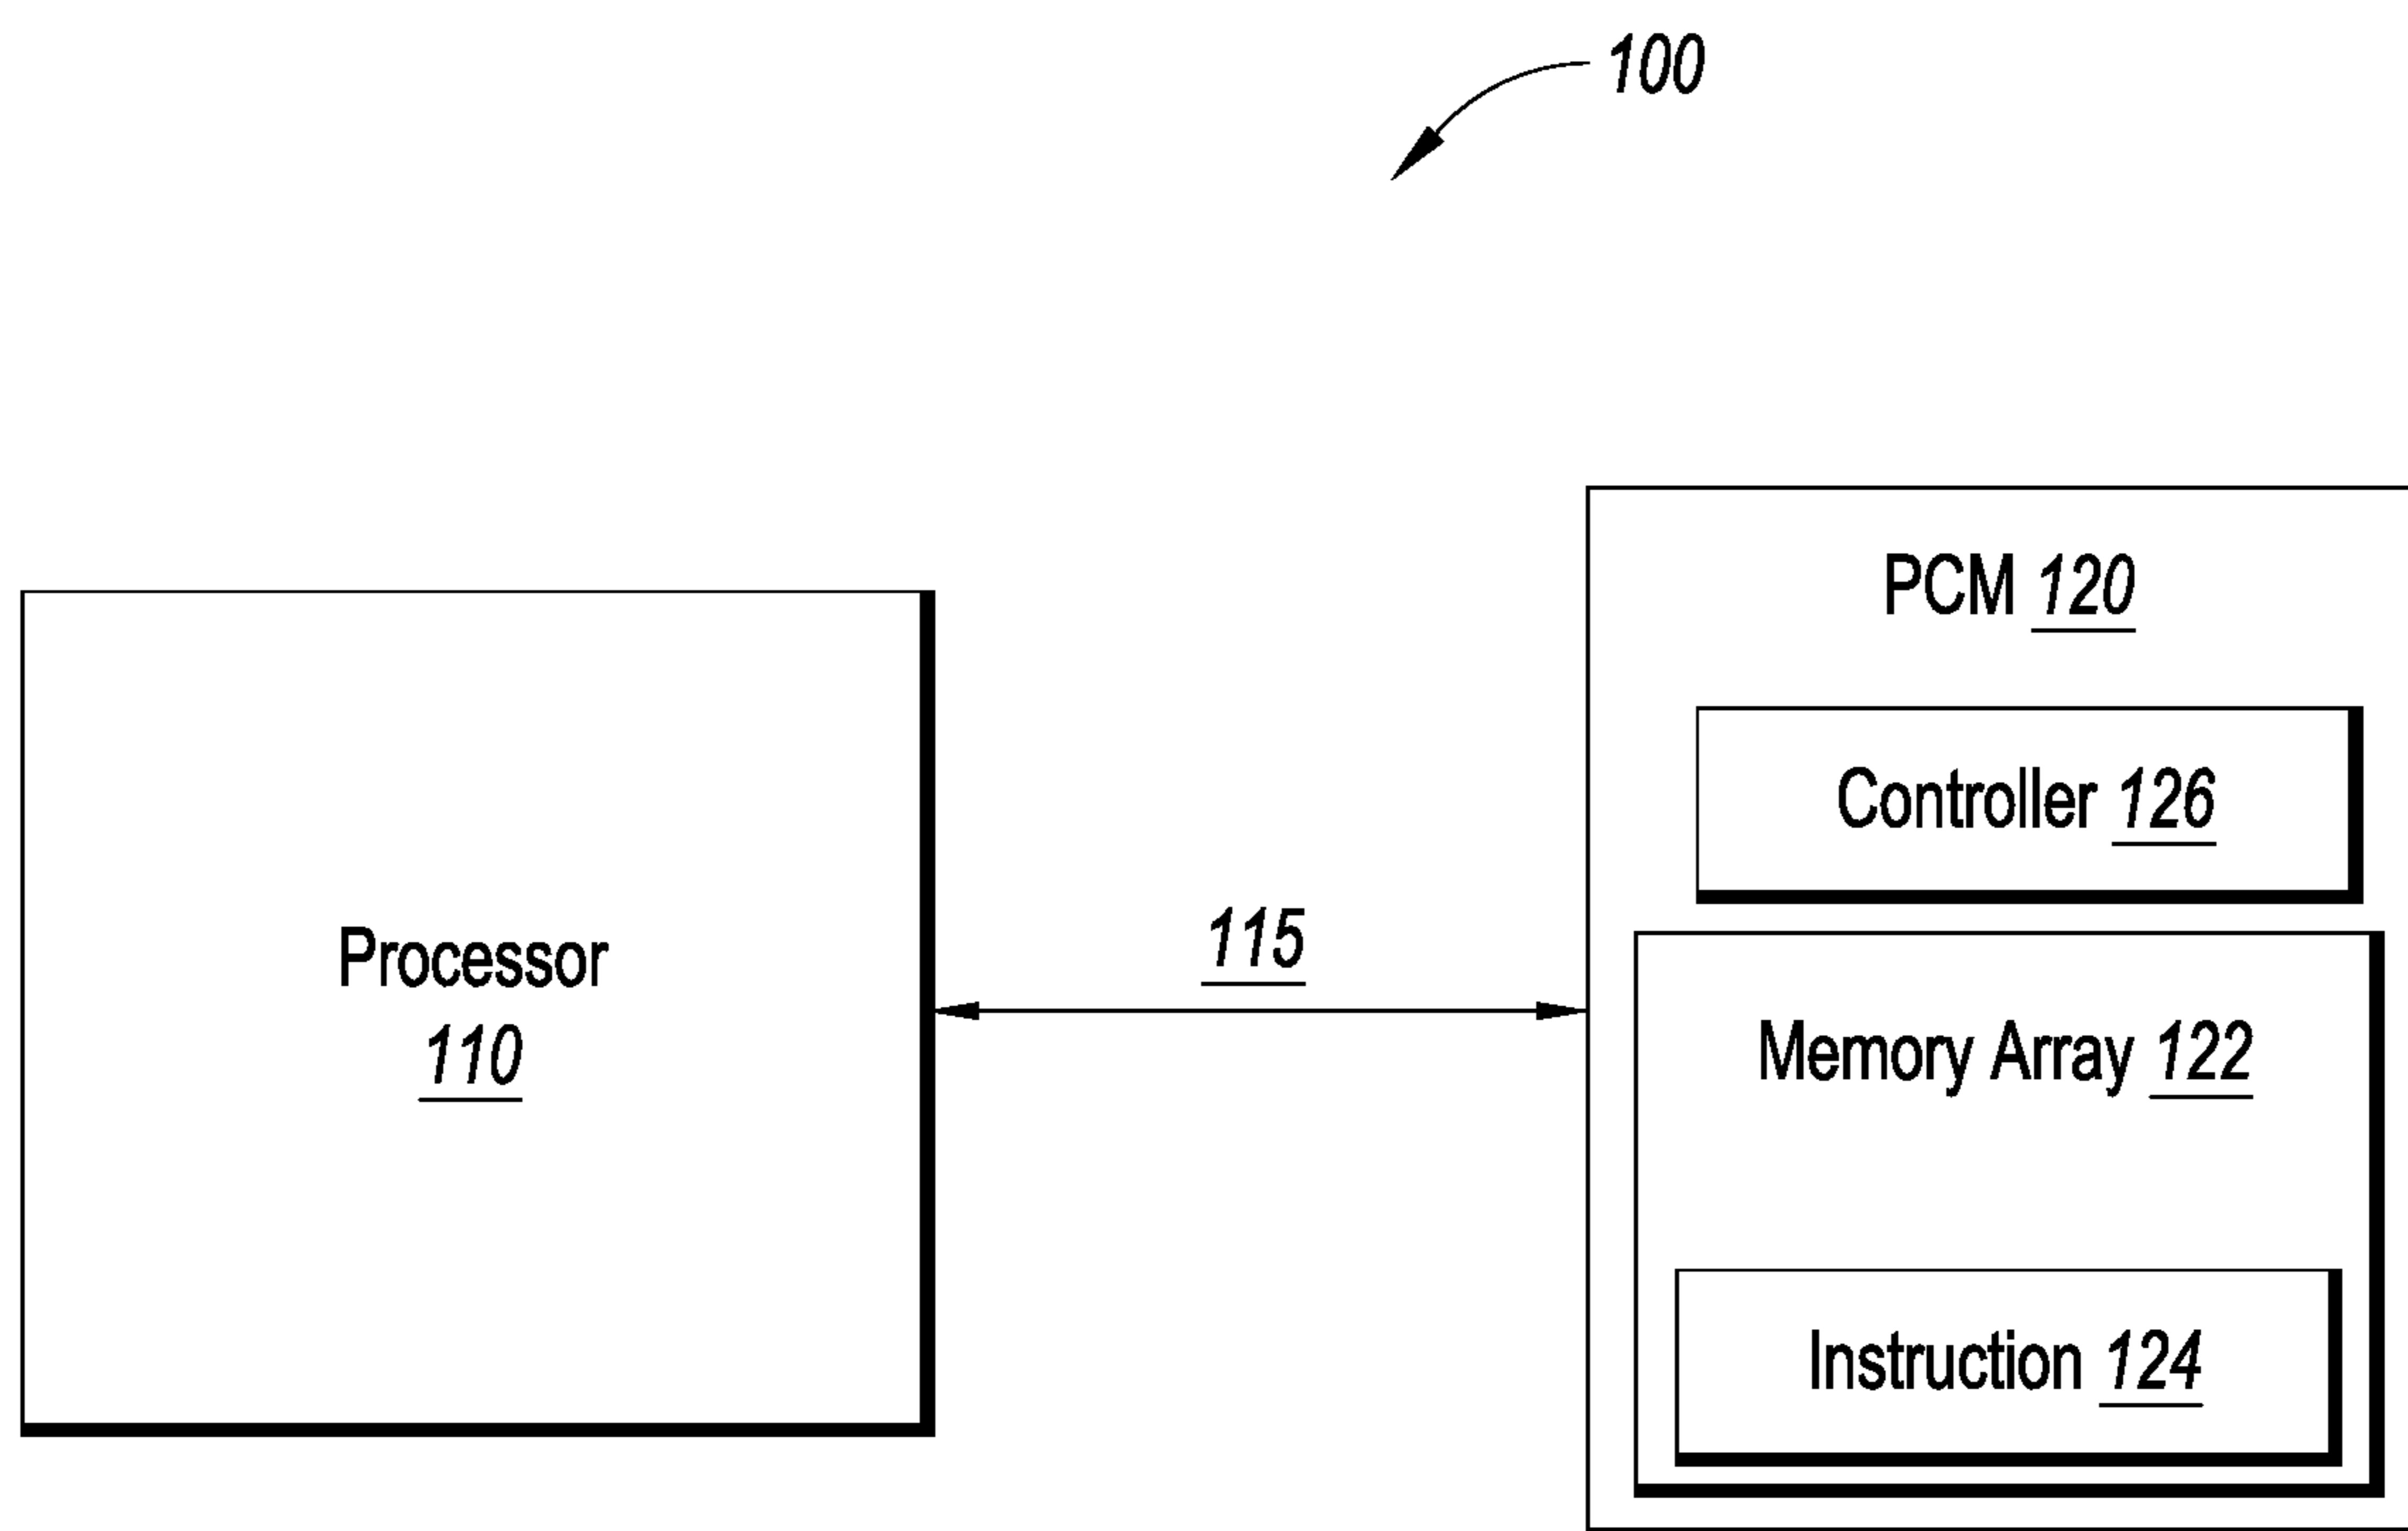 100
PCM 120
Controller 126
Processor
110
115
Memory Array 122
Instruction 124